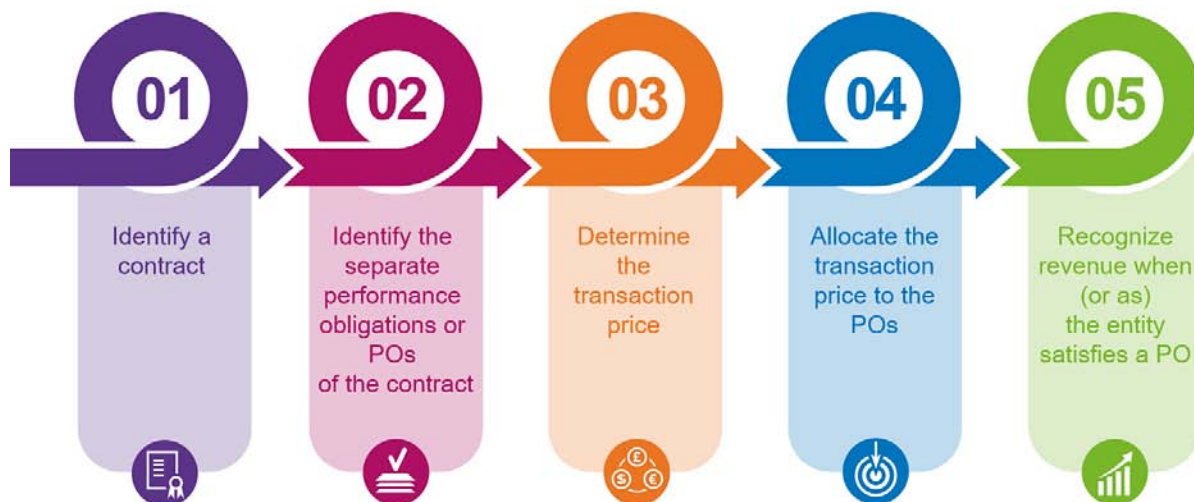 01
Identify a
contract
02
Identify the
separate
performance
obligations or
POs
of the contract
03
Determine
the
transaction
price
£
$
€
04
Allocate the
transaction
price to the
POs
05
Recognize
revenue when
(or as)
the entity
satisfies a PO